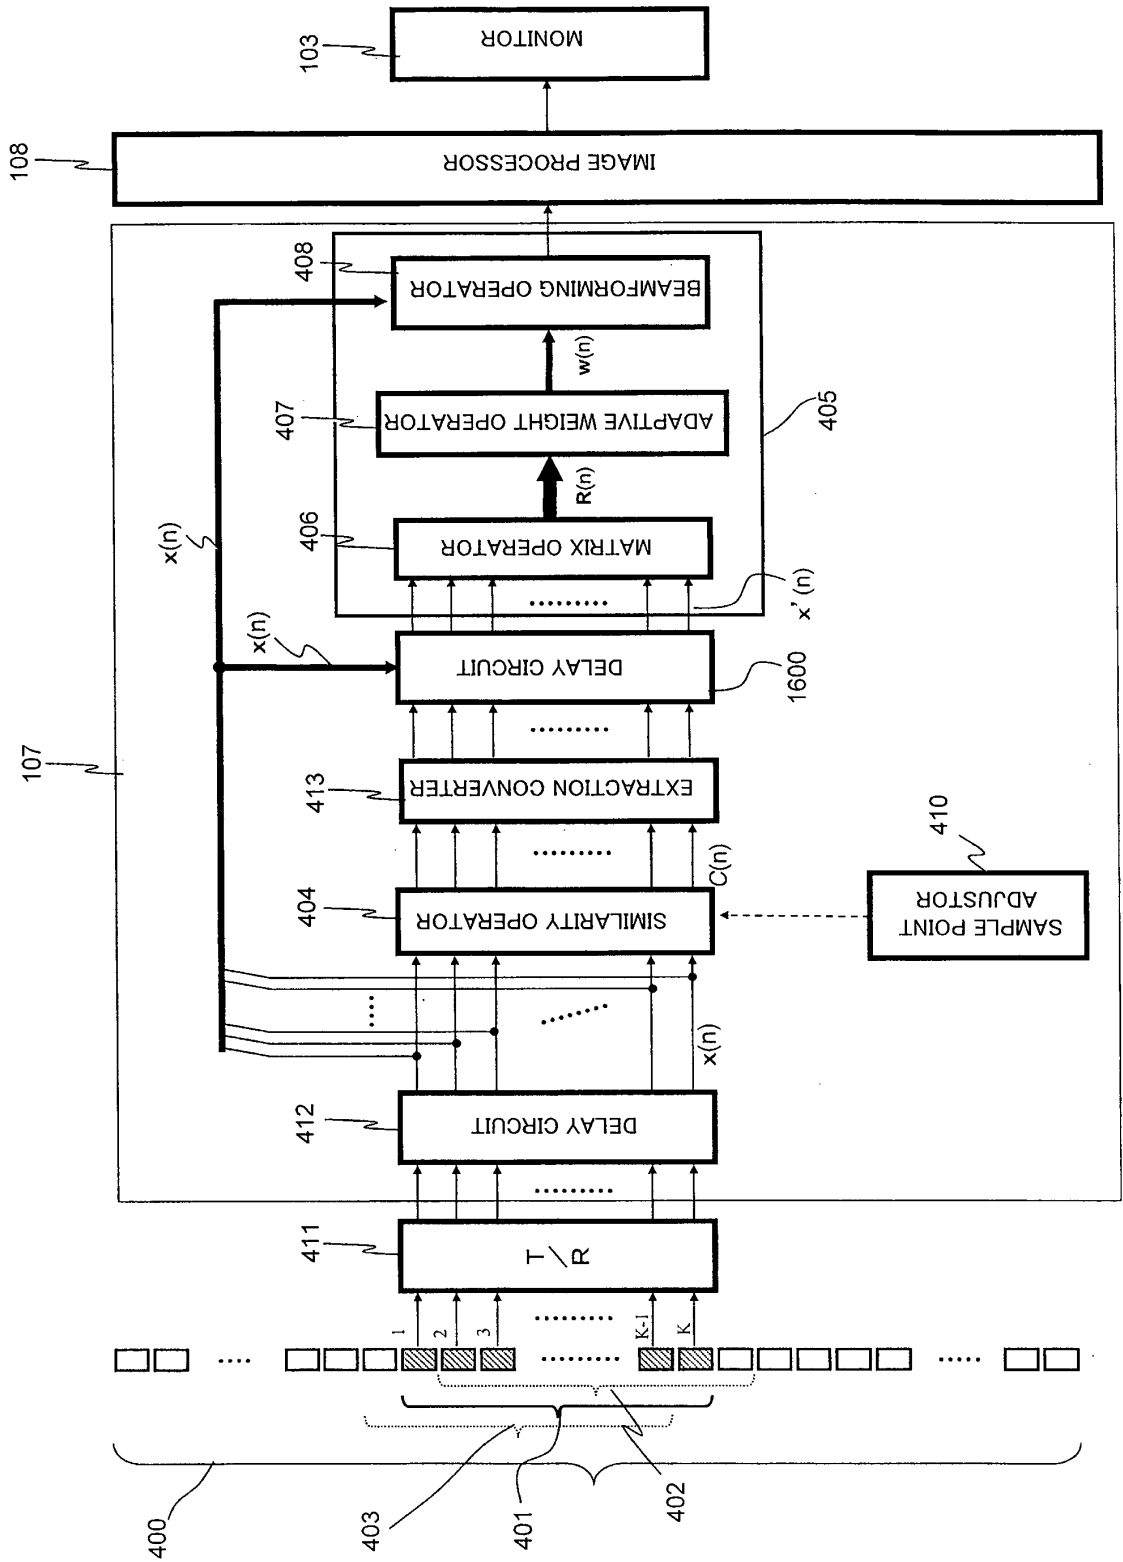 103
MONITOR
108
IMAGE PROCESSOR
107
408
BEAMFORMING OPERATOR
w(n)
407
ADAPTIVE WEIGHT OPERATOR
405
R(n)
406
MATRIX OPERATOR
x(n)
x(n)
x'(n)
DELAY CIRCUIT
1600
413
EXTRACTION CONVERTER
C(n)
404
SIMILARITY OPERATOR
410
SAMPLE POINT
ADJUSTOR
x(n)
412
DELAY CIRCUIT
411
T/R
1
2
3
K-1
K
400
403
401
402